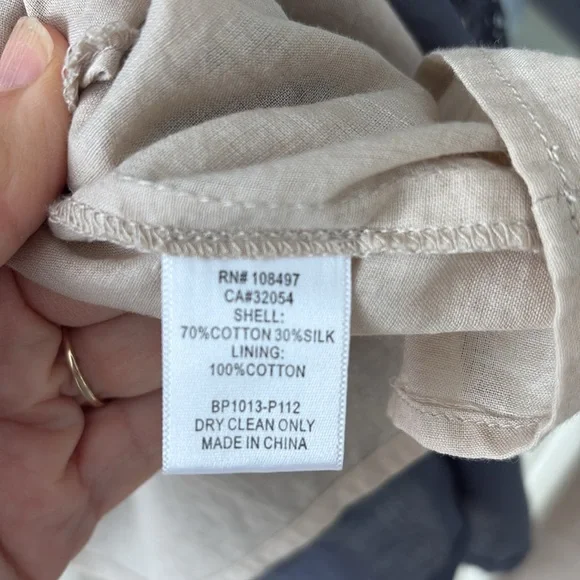 RN# 108497
CA#32054
SHELL:
70%COTTON 30%SILK
LINING:
100%COTTON
BP1013-P112
DRY CLEAN ONLY
MADE IN CHINA